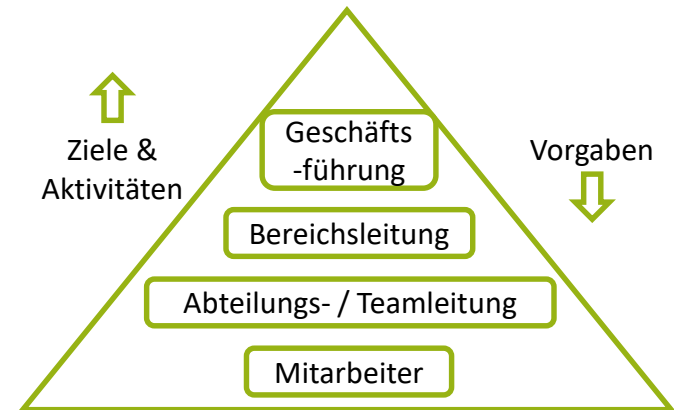 Geschäfts
-führung
Ziele &
Aktivitäten
Vorgaben
Bereichsleitung
Abteilungs- / Teamleitung
Mitarbeiter